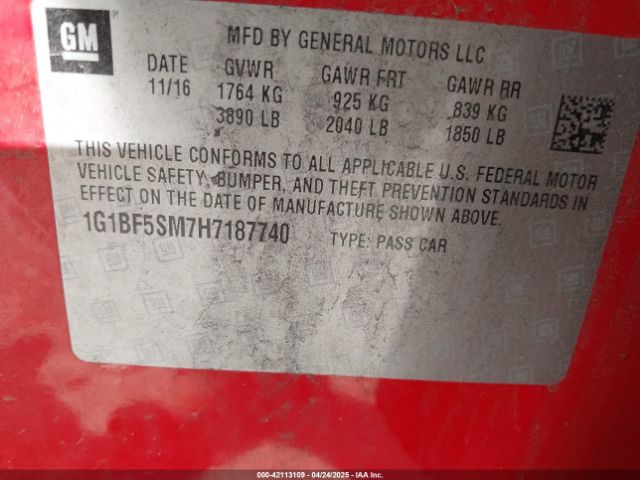 GM
MFD BY GENERAL MOTORS LLC
DATE GVWR GAWR FRT GAWR RR
11/16 1764 KG 925 KG 839 KG
3890 LB 2040 LB 1850 LB
THIS VEHICLE CONFORMS TO ALL APPLICABLE U.S. FEDERAL MOTOR
VEHICLE SAFETY, BUMPER, AND THEFT PREVENTION STANDARDS IN
EFFECT ON THE DATE OF MANUFACTURE SHOWN ABOVE.
1G1BF5SM7H7187740 TYPE: PASS CAR
000-42113109 - 04/24/2025 - IAA Inc.